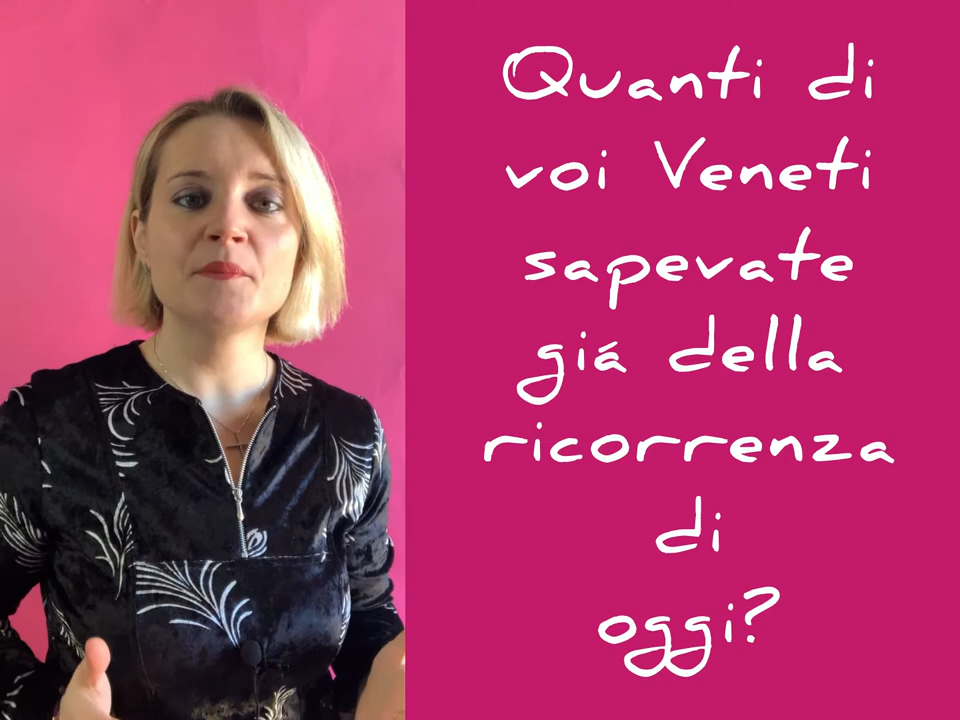 Quanti di
voi Veneti
sapevate
giá della
ricorrenza
di
oggi?